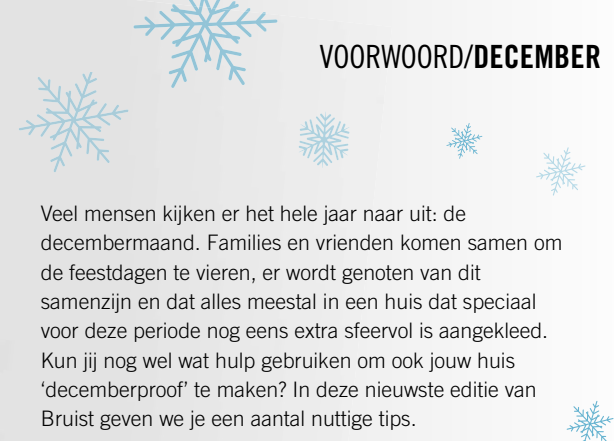 VOORWOORD/DECEMBER
Veel mensen kijken er het hele jaar naar uit: de
decembermaand. Families en vrienden komen samen om
de feestdagen te vieren, er wordt genoten van dit
samenzijn en dat alles meestal in een huis dat speciaal
voor deze periode nog eens extra sfeervol is aangekleed.
Kun jij nog wel wat hulp gebruiken om ook jouw huis
‘decemberproof’ te maken? In deze nieuwste editie van
Bruist geven we je een aantal nuttige tips.